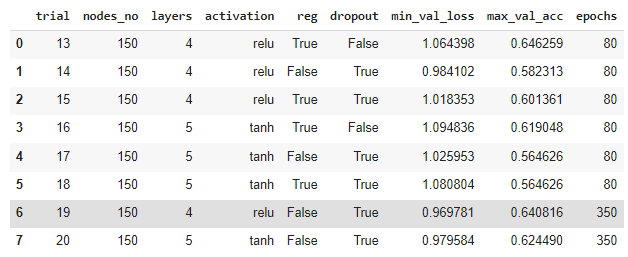 trial nodes_no layers activation reg dropout min_val_loss max_val_acc epochs
0 13 150 4 relu True False 1.064398 0.646259 80
1 14 150 4 relu False True 0.984102 0.582313 80
2 15 150 4 relu True True 1.018353 0.601361 80
3 16 150 5 tanh True False 1.094836 0.619048 80
4 17 150 5 tanh False True 1.025953 0.564626 80
5 18 150 5 tanh True True 1.080804 0.564626 80
6 19 150 4 relu False True 0.969781 0.640816 350
7 20 150 5 tanh False True 0.979584 0.624490 350